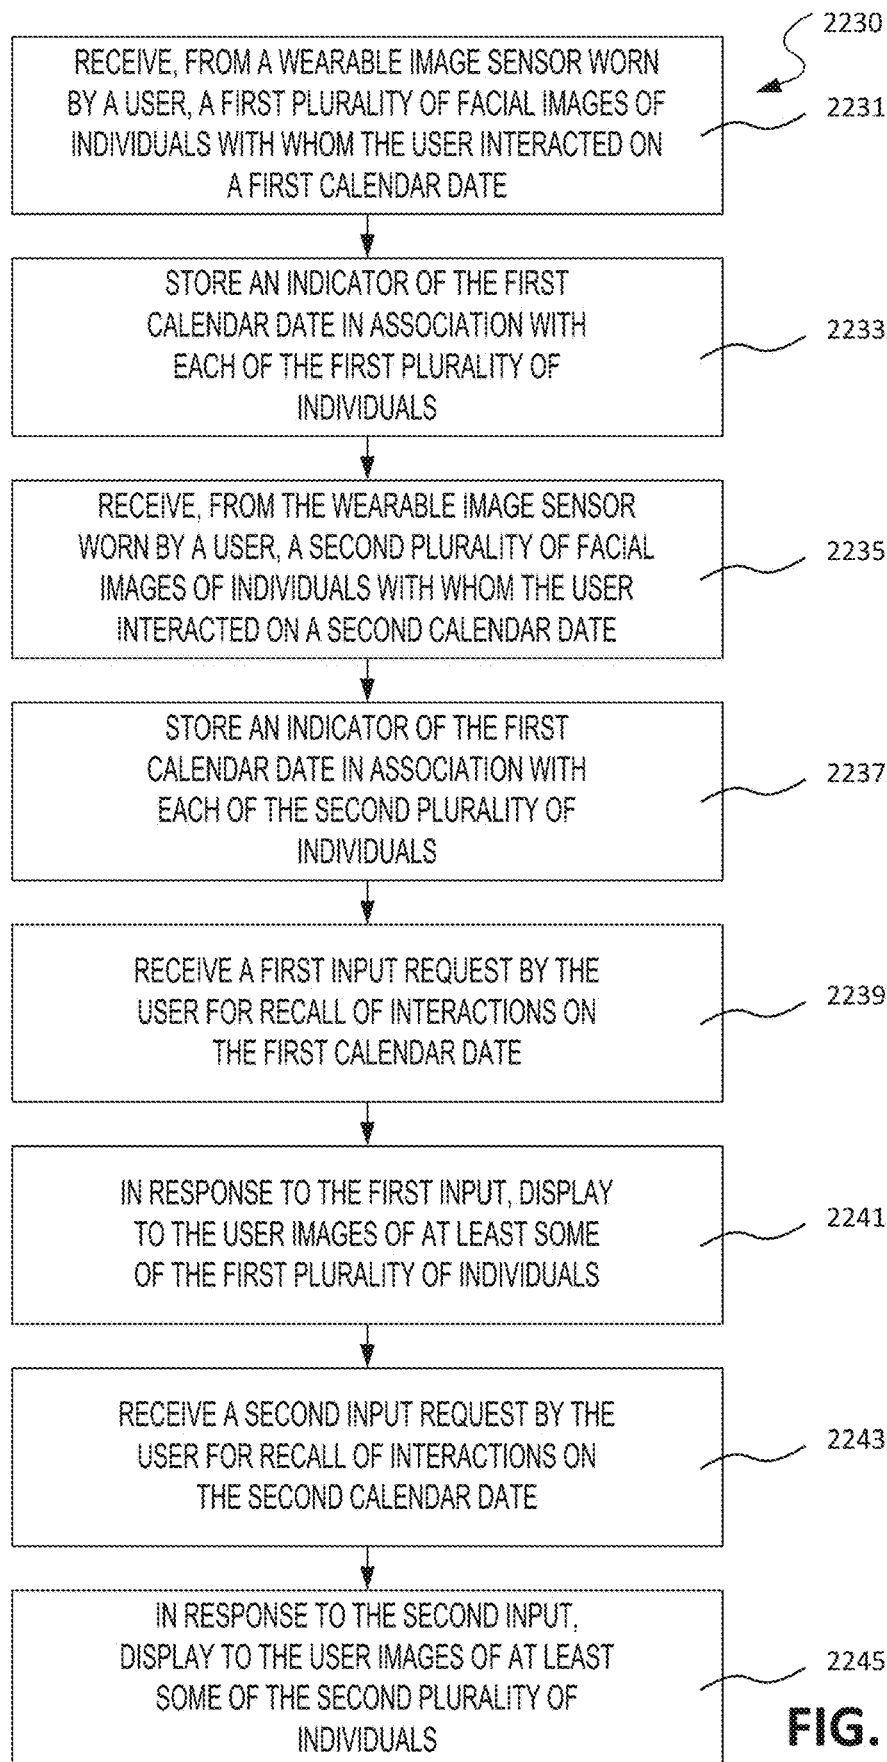 2230
RECEIVE, FROM A WEARABLE IMAGE SENSOR WORN
BY A USER, A FIRST PLURALITY OF FACIAL IMAGES OF
INDIVIDUALS WITH WHOM THE USER INTERACTED ON
A FIRST CALENDAR DATE
2231
STORE AN INDICATOR OF THE FIRST
CALENDAR DATE IN ASSOCIATION WITH
EACH OF THE FIRST PLURALITY OF
INDIVIDUALS
2233
RECEIVE, FROM THE WEARABLE IMAGE SENSOR
WORN BY A USER, A SECOND PLURALITY OF FACIAL
IMAGES OF INDIVIDUALS WITH WHOM THE USER
INTERACTED ON A SECOND CALENDAR DATE
2235
STORE AN INDICATOR OF THE FIRST
CALENDAR DATE IN ASSOCIATION WITH
EACH OF THE SECOND PLURALITY OF
INDIVIDUALS
2237
RECEIVE A FIRST INPUT REQUEST BY THE
USER FOR RECALL OF INTERACTIONS ON
THE FIRST CALENDAR DATE
2239
IN RESPONSE TO THE FIRST INPUT, DISPLAY
TO THE USER IMAGES OF AT LEAST SOME
OF THE FIRST PLURALITY OF INDIVIDUALS
2241
RECEIVE A SECOND INPUT REQUEST BY THE
USER FOR RECALL OF INTERACTIONS ON
THE SECOND CALENDAR DATE
2243
IN RESPONSE TO THE SECOND INPUT,
DISPLAY TO THE USER IMAGES OF AT LEAST
SOME OF THE SECOND PLURALITY OF
INDIVIDUALS
2245
FIG.